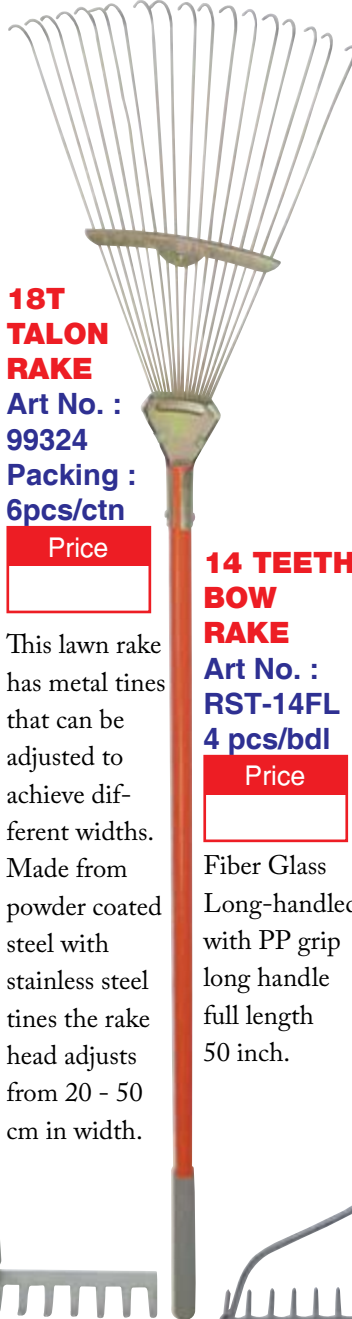 18T
TALON
RAKE
Art No. :
99324
Packing :
6pcs/ctn
Price
This lawn rake
has metal tines
that can be
adjusted to
achieve dif-
ferent widths.
Made from
powder coated
steel with
stainless steel
tines the rake
head adjusts
from 20 - 50
cm in width.
14 TEETH
BOW
RAKE
Art No. :
RST-14FL
4 pcs/bdl
Price
Fiber Glass
Long-handled
with PP grip
long handle
full length
50 inch.